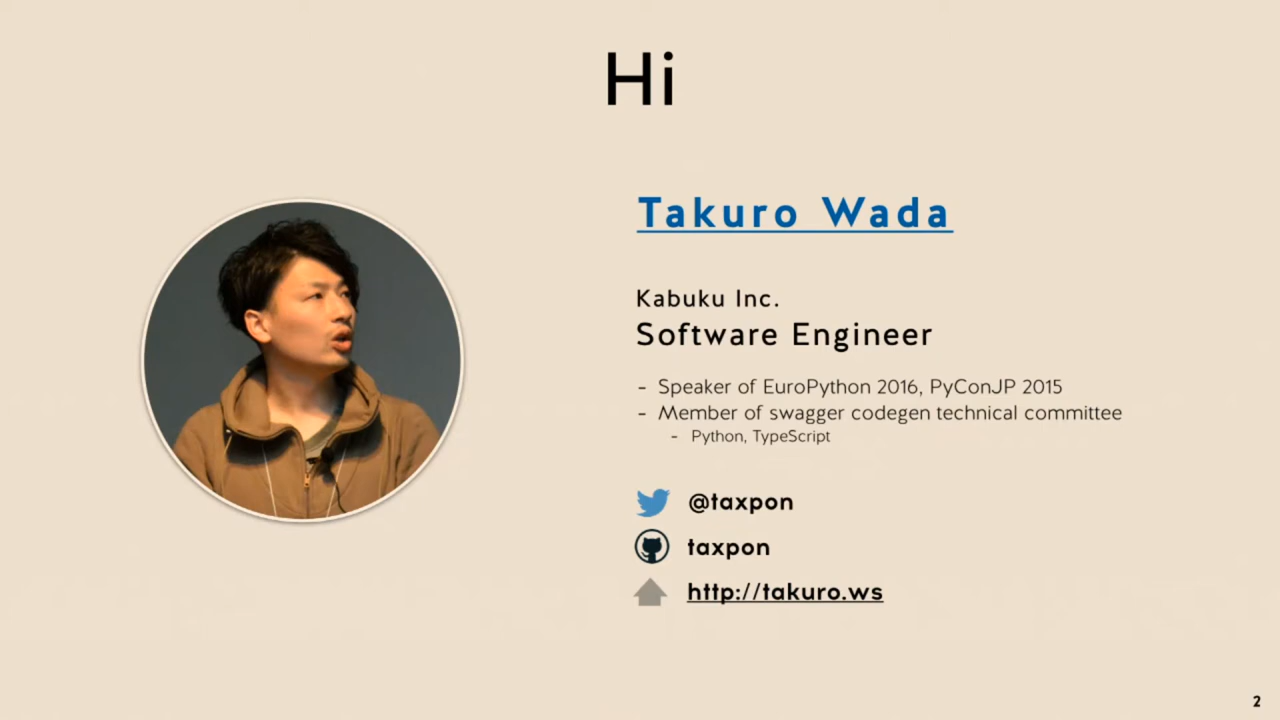 Hi
Takuro Wada
Kabuku Inc.
Software Engineer
- Speaker of EuroPython 2016, PyConJP 2015
- Member of swagger codegen technical committee
- Python, TypeScript
@taxpon
taxpon
http://takuro.ws
2